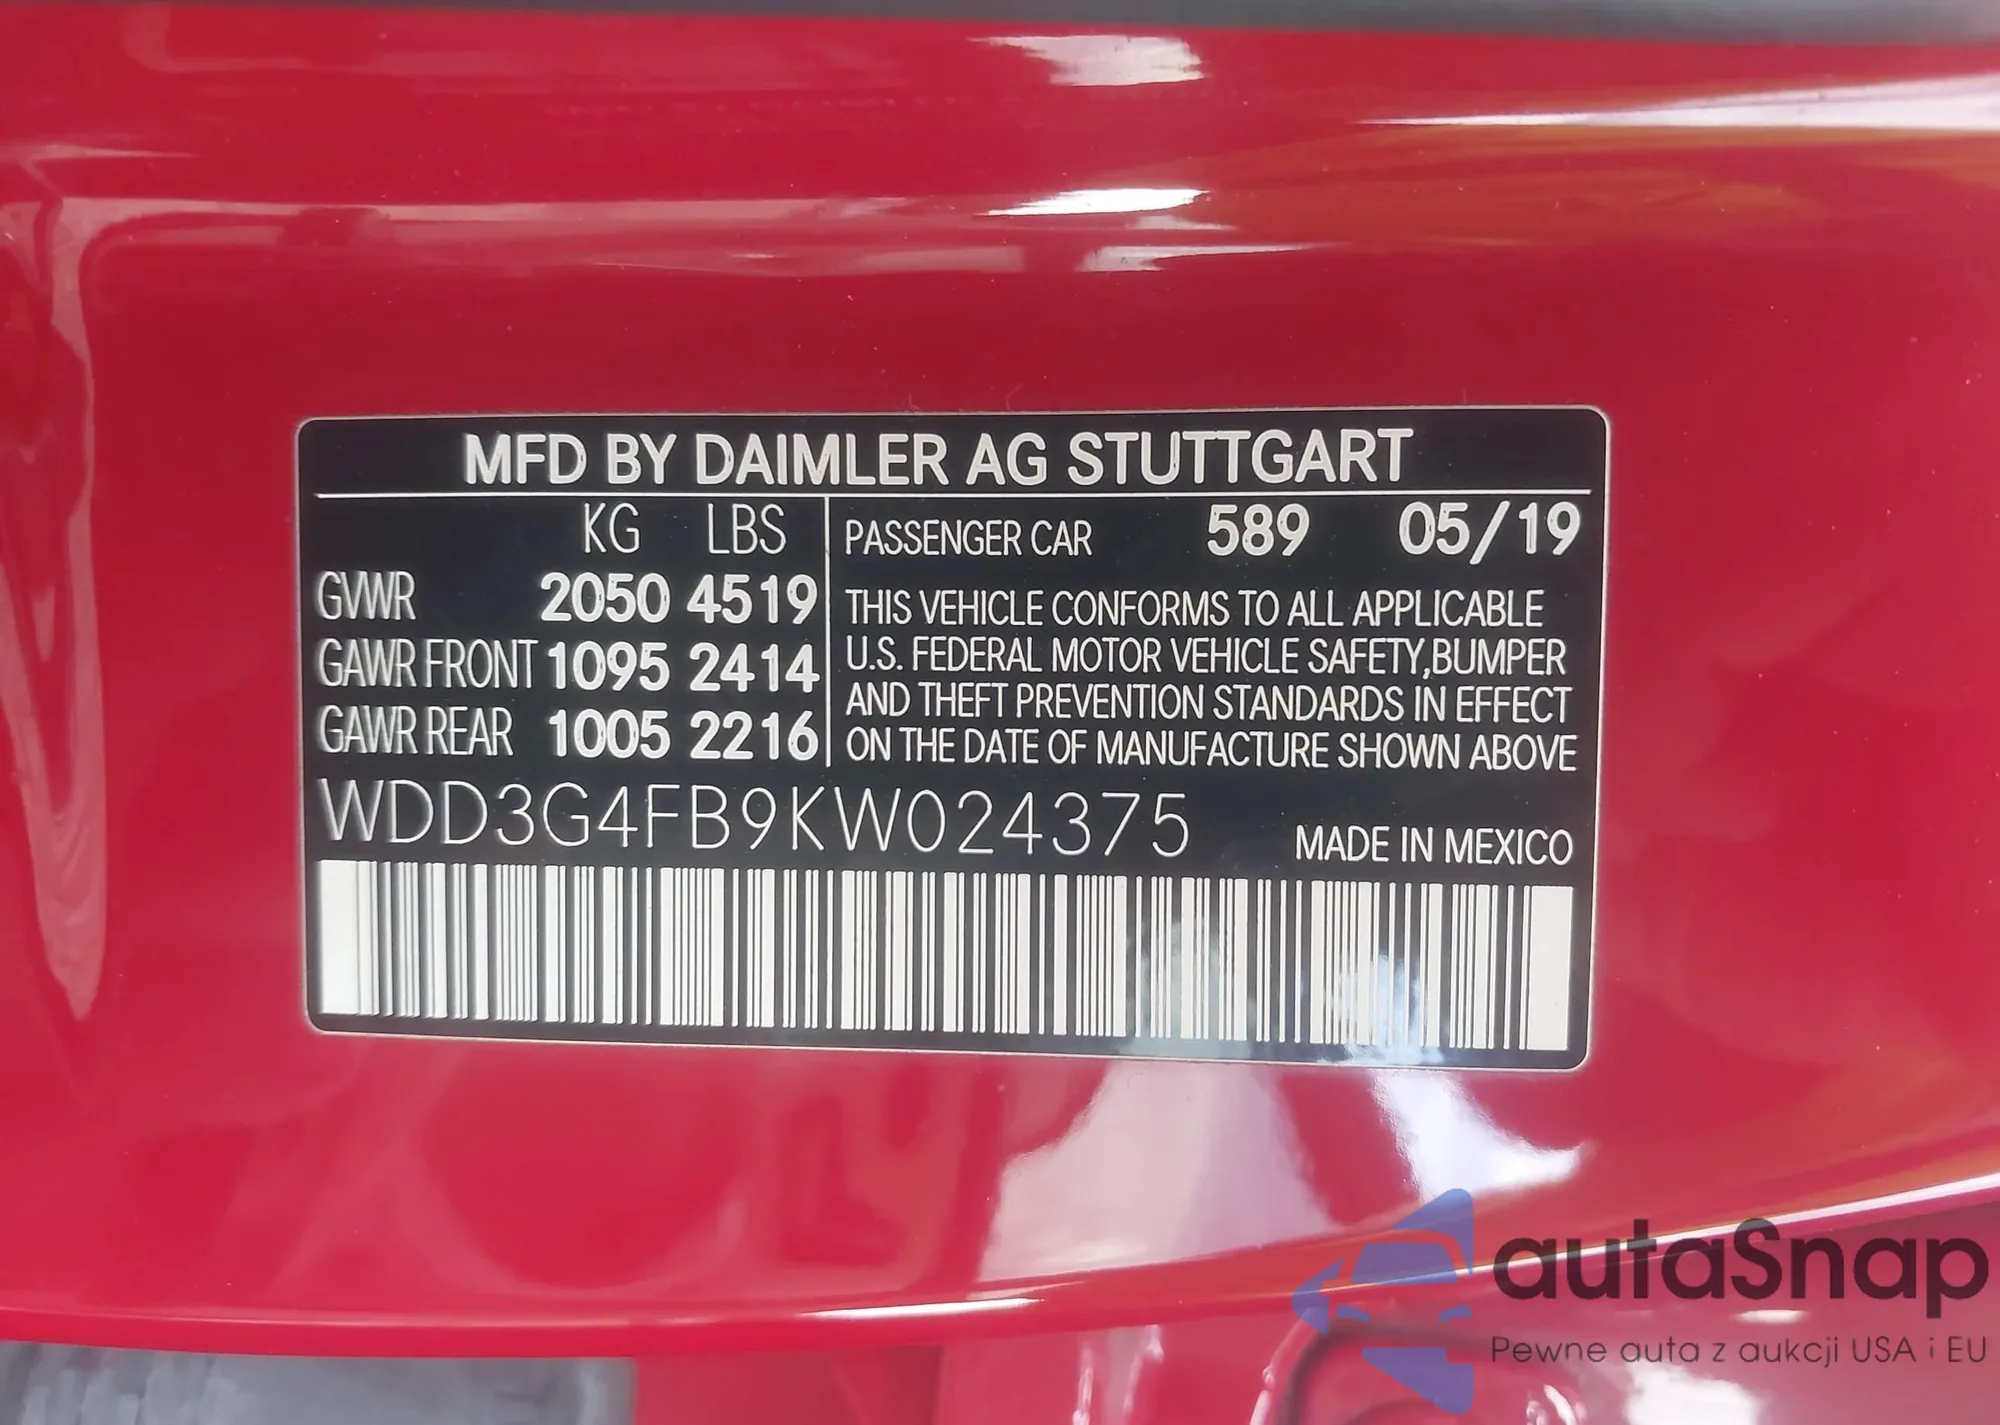 MFD BY DAIMLER AG STUTTGART
KG LBS
GVWR 2050 4519
GAWR FRONT 1095 2414
GAWR REAR 1005 2216
PASSENGER CAR 589 05/19
THIS VEHICLE CONFORMS TO ALL APPLICABLE
U.S. FEDERAL MOTOR VEHICLE SAFETY,BUMPER
AND THEFT PREVENTION STANDARDS IN EFFECT
ON THE DATE OF MANUFACTURE SHOWN ABOVE
WDD3G4FB9KW024375
MADE IN MEXICO
autaSnap
Pewne auta z aukcji USA i EU